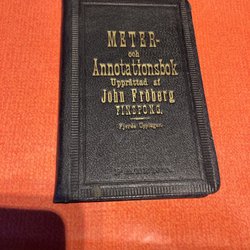 METER-
och
Annotationsbok
Upprättad af
John Fröberg
FINSPONG.
Fjerde Upplagan.